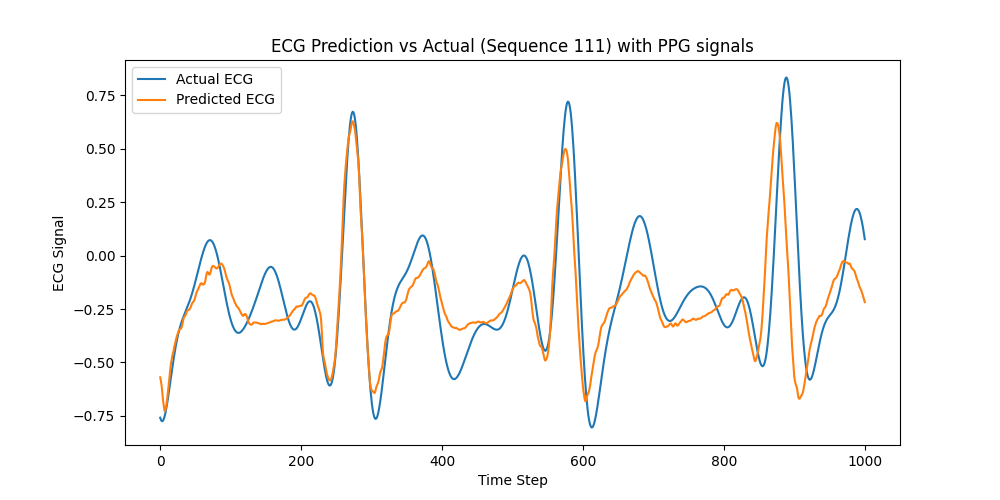 ECG Prediction vs Actual (Sequence 111) with PPG signals
Actual ECG
Predicted ECG
ECG Signal
0.75
0.50
0.25
0.00
−0.25
−0.50
−0.75
0 200 400 600 800 1000
Time Step